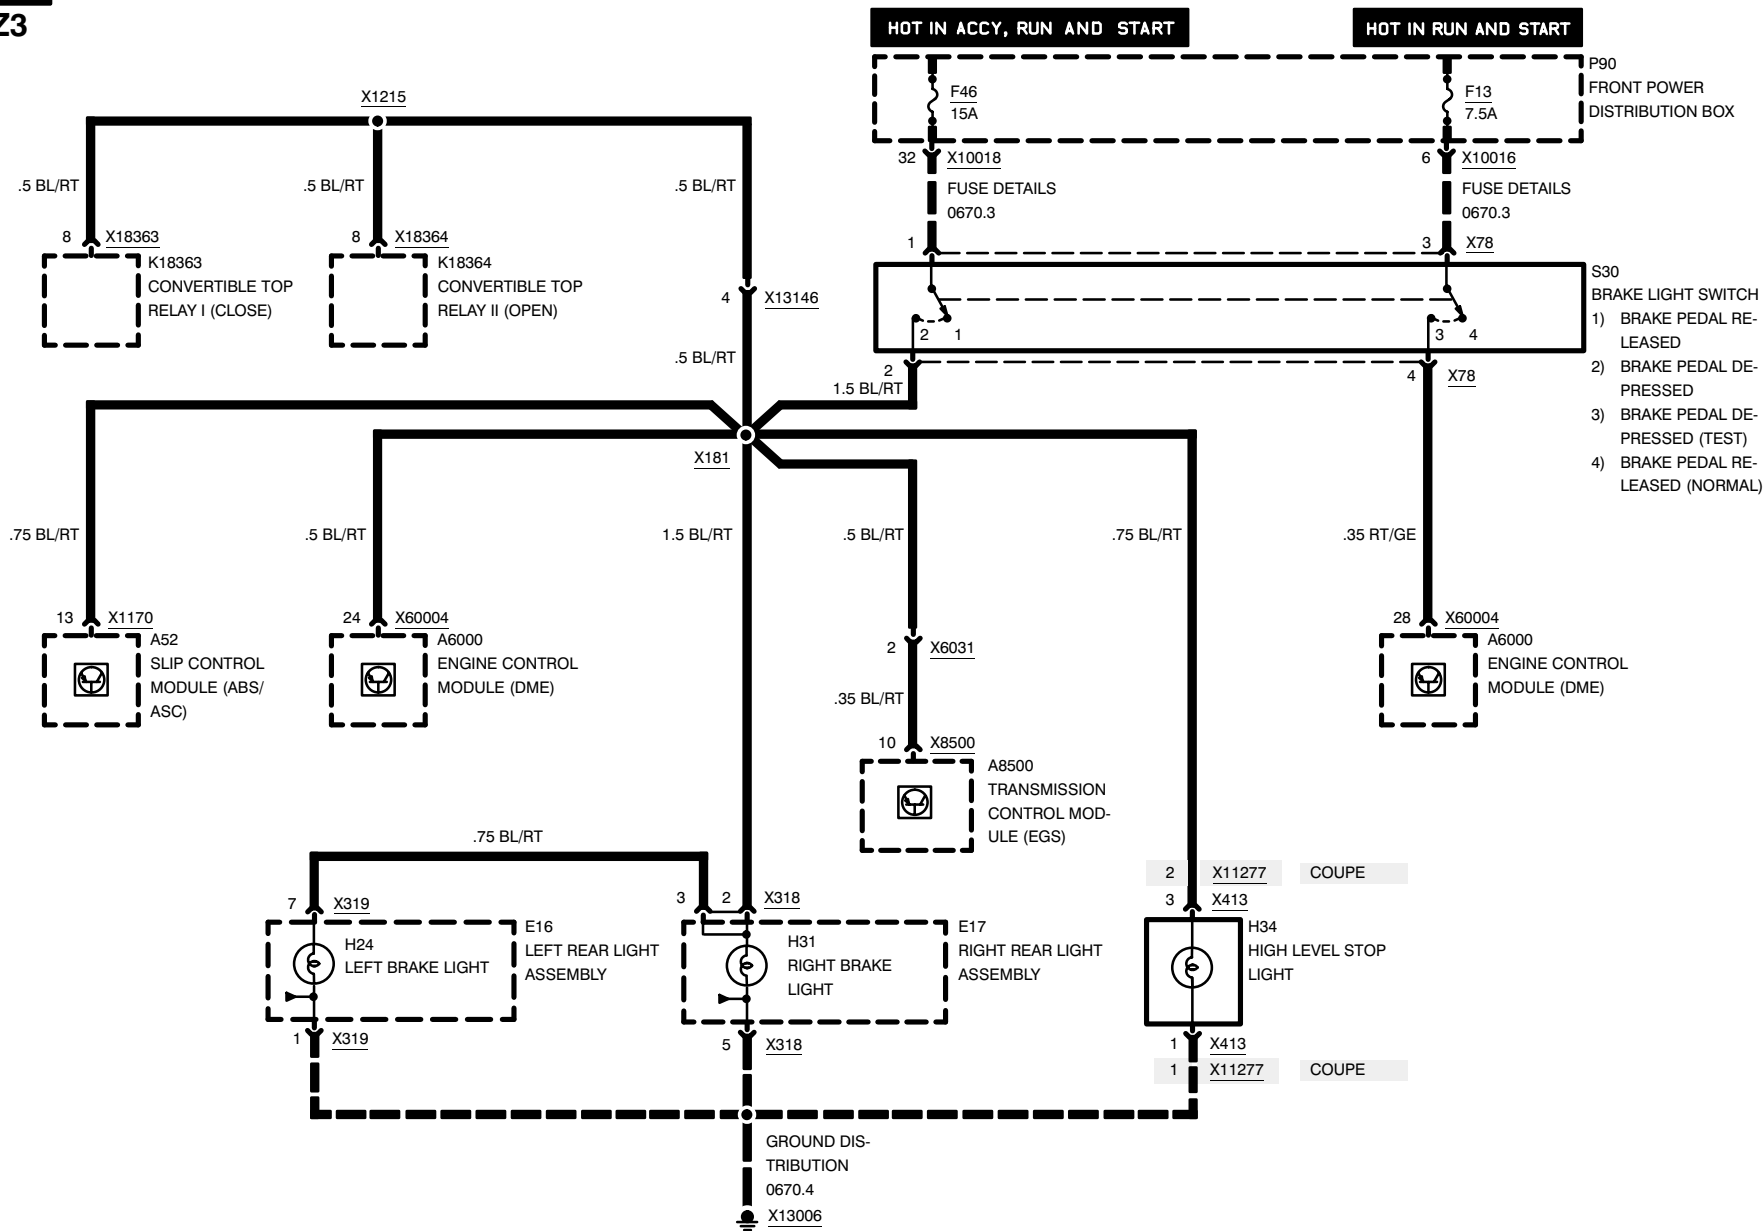 Z3
HOT IN ACCY, RUN AND START
HOT IN RUN AND START
P90
FRONT POWER
DISTRIBUTION BOX
F46
15A
F13
7.5A
32 X10018
6 X10016
FUSE DETAILS
0670.3
FUSE DETAILS
0670.3
X1215
.5 BL/RT
.5 BL/RT
.5 BL/RT
8 X18363
8 X18364
K18363
CONVERTIBLE TOP
RELAY I (CLOSE)
K18364
CONVERTIBLE TOP
RELAY II (OPEN)
4 X13146
.5 BL/RT
1
3 X78
S30
BRAKE LIGHT SWITCH
1) BRAKE PEDAL RE-
LEASED
2) BRAKE PEDAL DE-
PRESSED
3) BRAKE PEDAL DE-
PRESSED (TEST)
4) BRAKE PEDAL RE-
LEASED (NORMAL)
2 1
3 4
2
1.5 BL/RT
4 X78
X181
.75 BL/RT
.5 BL/RT
1.5 BL/RT
.5 BL/RT
.75 BL/RT
.35 RT/GE
13 X1170
A52
SLIP CONTROL
MODULE (ABS/
ASC)
24 X60004
A6000
ENGINE CONTROL
MODULE (DME)
2 X6031
.35 BL/RT
10 X8500
A8500
TRANSMISSION
CONTROL MOD-
ULE (EGS)
28 X60004
A6000
ENGINE CONTROL
MODULE (DME)
.75 BL/RT
2 X11277 COUPE
3 X413
7 X319
3 2 X318
E16
LEFT REAR LIGHT
ASSEMBLY
H24
LEFT BRAKE LIGHT
E17
RIGHT REAR LIGHT
ASSEMBLY
H31
RIGHT BRAKE
LIGHT
H34
HIGH LEVEL STOP
LIGHT
1 X319
5 X318
1 X413
1 X11277 COUPE
GROUND DIS-
TRIBUTION
0670.4
X13006